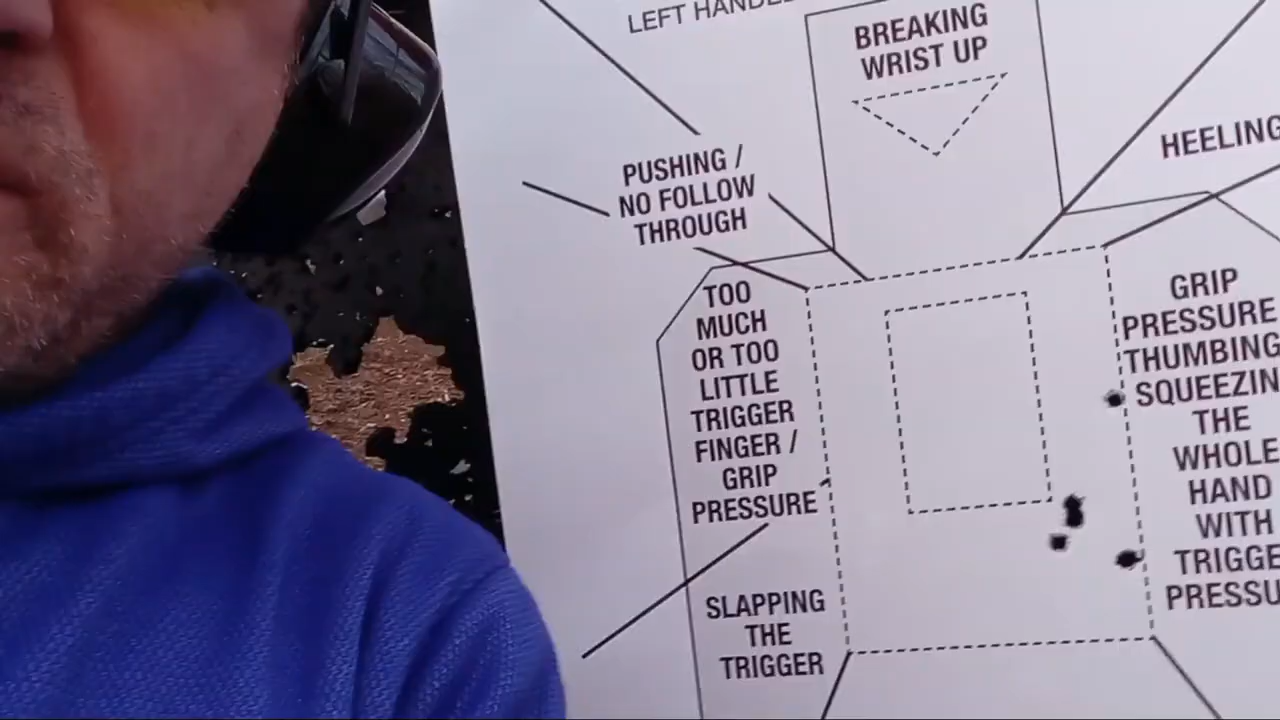 LEFT HANDE
BREAKING
WRIST UP
HEELING
PUSHING /
NO FOLLOW
THROUGH
TOO
MUCH
OR TOO
LITTLE
TRIGGER
FINGER /
GRIP
PRESSURE
GRIP
PRESSURE
THUMBING
SQUEEZIN
THE
WHOLE
HAND
WITH
TRIGGE
PRESSU
SLAPPING
THE
TRIGGER